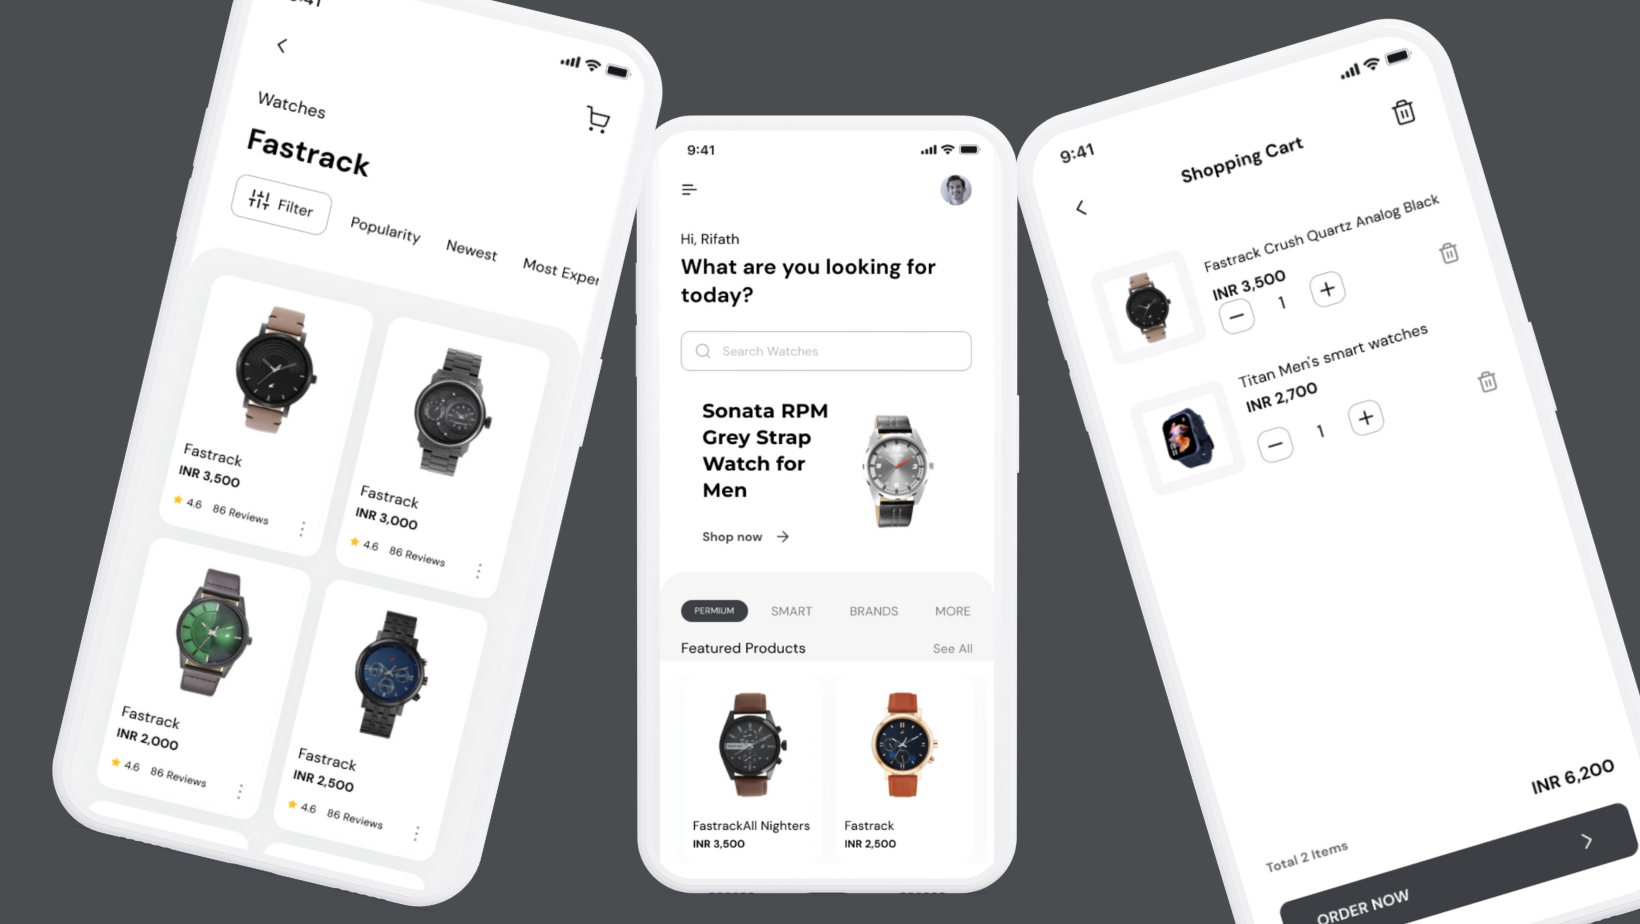 Watches
Fastrack
Filter
Popularity
Newest
Most
Fastrack
INR 3,500
4.6 86 Reviews
Fastrack
INR 3,000
4.6 86 Reviews
Fastrack
INR 2,000
4.6 86 Reviews
Fastrack
INR 2,500
4.6 86 Reviews
9:41
Hi, Rifath
What are you looking for
today?
Search Watches
Sonata RPM
Grey Strap
Watch for
Men
Shop now
PERMIUM SMART BRANDS MORE
Featured Products See All
FastrackAll Nighters
INR 3,500
Fastrack
INR 2,500
9:41
Shopping Cart
Fastrack Crush Quartz Analog Black
INR 3,500
1
Titan Men's smart watches
INR 2,700
1
INR 6,200
Total 2 Items
ORDER NOW